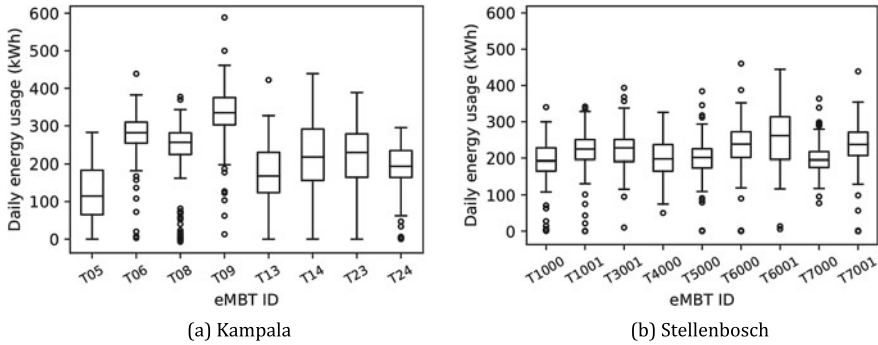 600
500
400
300
200
100
0
Daily energy usage (kWh)
T05 T06 T08 T09 T13 T14 T23 T24
eMBT ID
(a) Kampala
600
500
400
300
200
100
0
Daily energy usage (kWh)
T1000 T1001 T3001 T4000 T5000 T6000 T6001 T7000 T7001
eMBT ID
(b) Stellenbosch